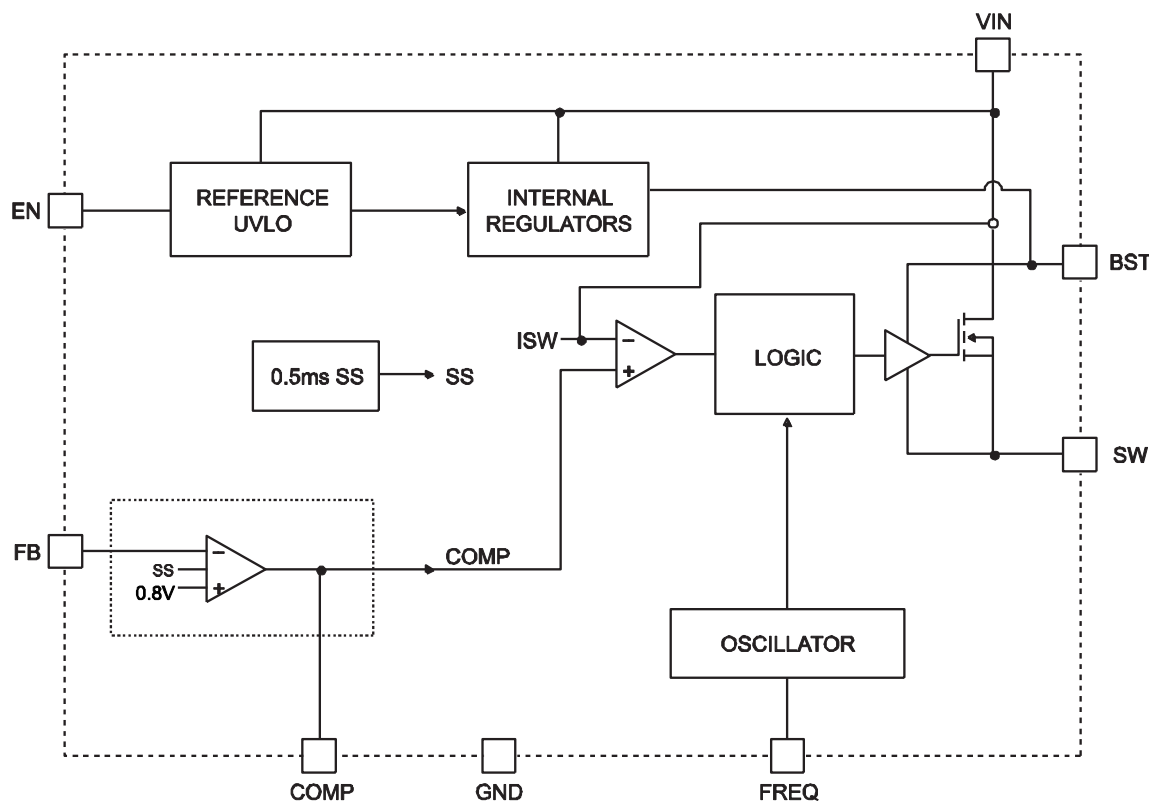 VIN
EN
REFERENCE
UVLO
INTERNAL
REGULATORS
BST
ISW
−
+
LOGIC
0.5ms SS
SS
SW
FB
−
SS
0.8V
+
COMP
OSCILLATOR
COMP
GND
FREQ